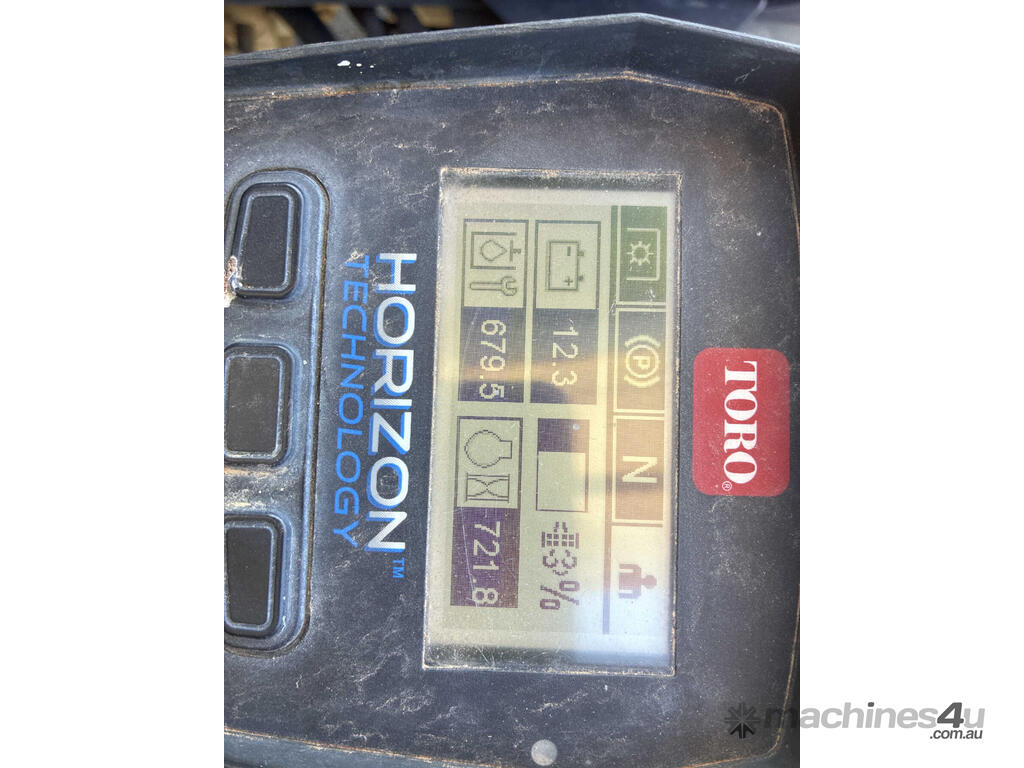 TORO®
P
N
12.3
%
679.5
721.8
HORIZON™
TECHNOLOGY
machines4u
.com.au